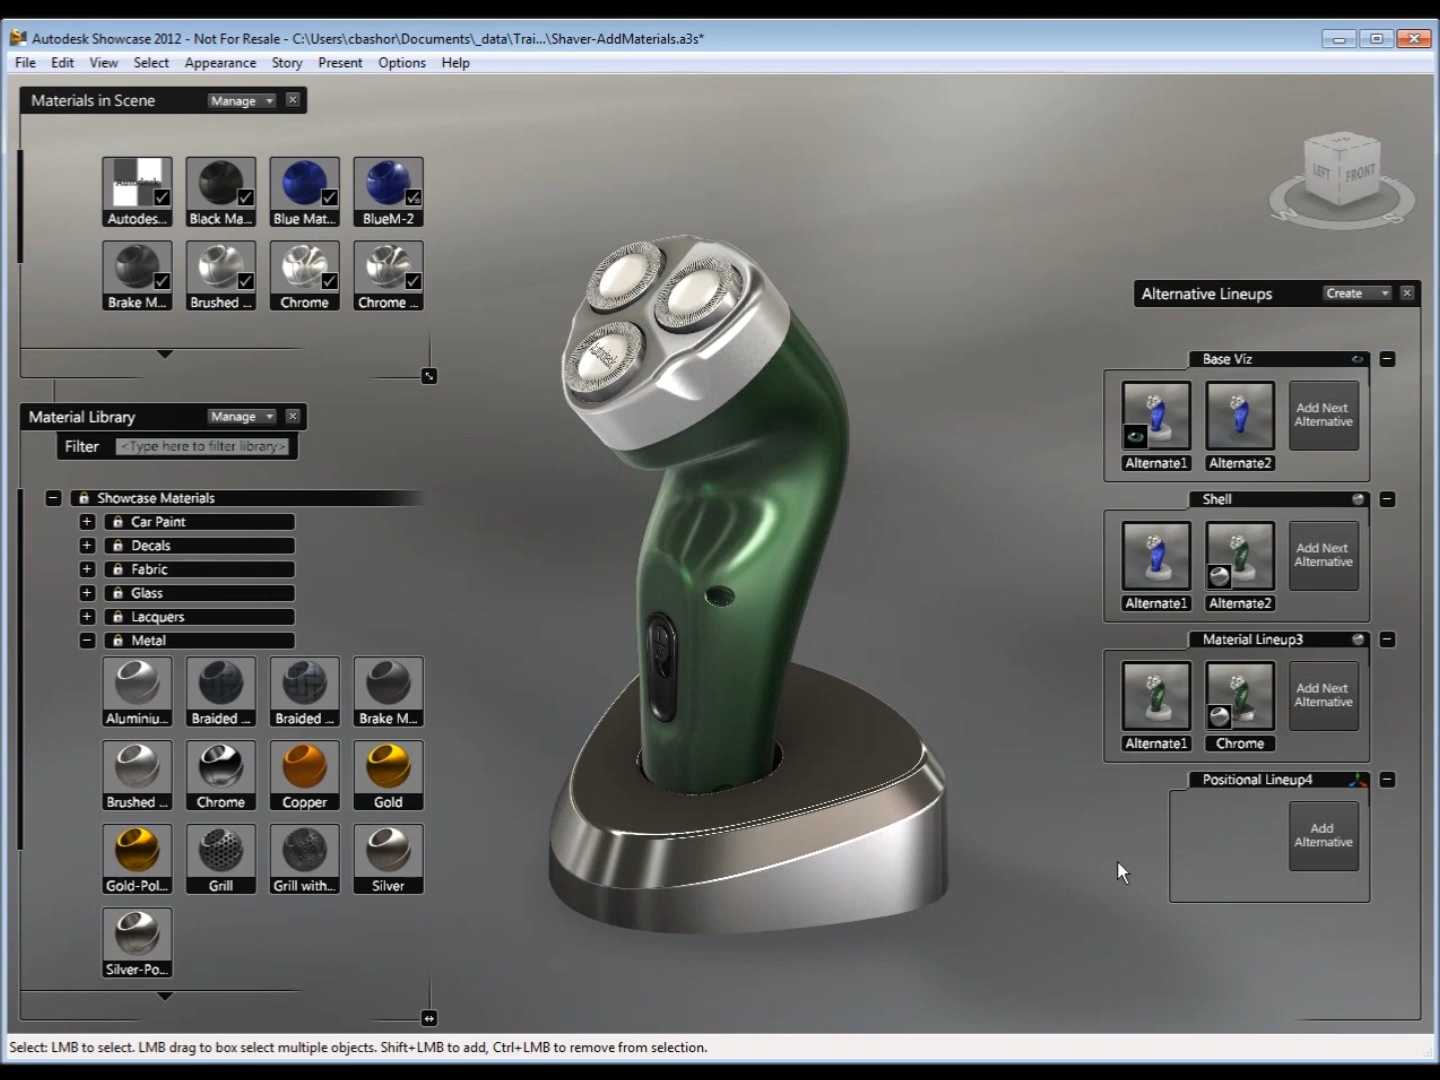 Autodesk Showcase 2012 - Not For Resale - C:\Users\cbashor\Documents\_data\Trai...\Shaver-AddMaterials.a3s*
File Edit View Select Appearance Story Present Options Help
Materials in Scene Manage
Autodes... Black Ma... Blue Mat... BlueM-2
Brake M... Brushed ... Chrome Chrome ...
Material Library Manage
Filter <Type here to filter library>
Showcase Materials
Car Paint
Decals
Fabric
Glass
Lacquers
Metal
Aluminiu... Braided ... Braided ... Brake M...
Brushed ... Chrome Copper Gold
Gold-Pol... Grill Grill with... Silver
Silver-Po...
Autodesk
LEFT FRONT
W S
Alternative Lineups Create
Base Viz
Add Next
Alternative
Alternate1 Alternate2
Shell
Add Next
Alternative
Alternate1 Alternate2
Material Lineup3
Add Next
Alternative
Alternate1 Chrome
Positional Lineup4
Add
Alternative
Select: LMB to select. LMB drag to box select multiple objects. Shift+LMB to add, Ctrl+LMB to remove from selection.